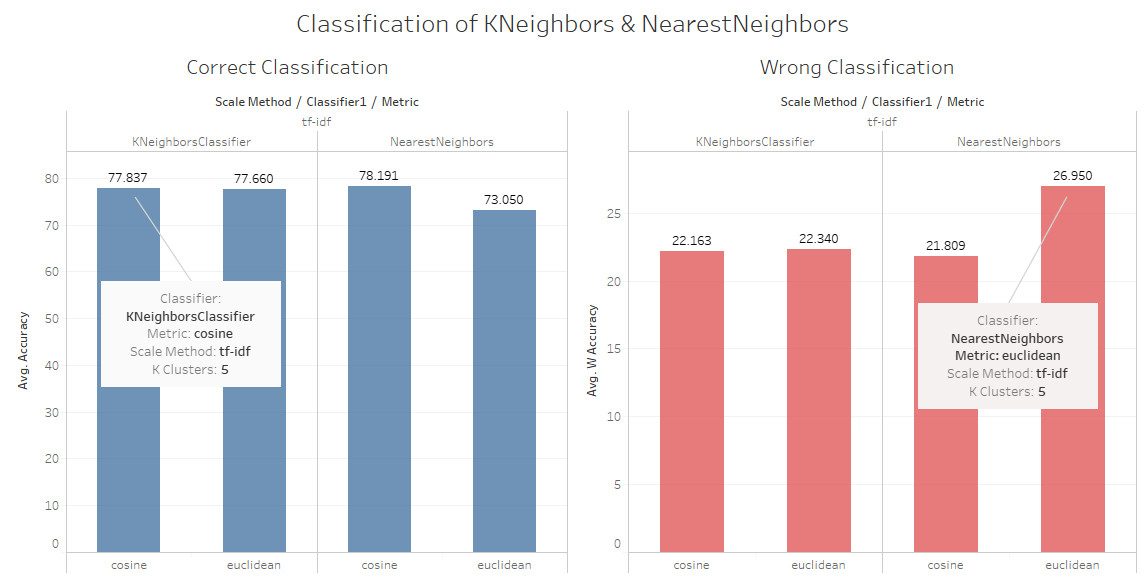 Classification of KNeighbors & NearestNeighbors
Correct Classification
Scale Method / Classifier1 / Metric
tf-idf
KNeighborsClassifier
NearestNeighbors
Avg. Accuracy
80
70
60
50
40
30
20
10
0
77.837
77.660
78.191
73.050
Classifier:
KNeighborsClassifier
Metric: cosine
Scale Method: tf-idf
K Clusters: 5
cosine
euclidean
cosine
euclidean
Wrong Classification
Scale Method / Classifier1 / Metric
tf-idf
KNeighborsClassifier
NearestNeighbors
Avg. W Accuracy
25
20
15
10
5
0
22.163
22.340
21.809
26.950
Classifier:
NearestNeighbors
Metric: euclidean
Scale Method: tf-idf
K Clusters: 5
cosine
euclidean
cosine
euclidean